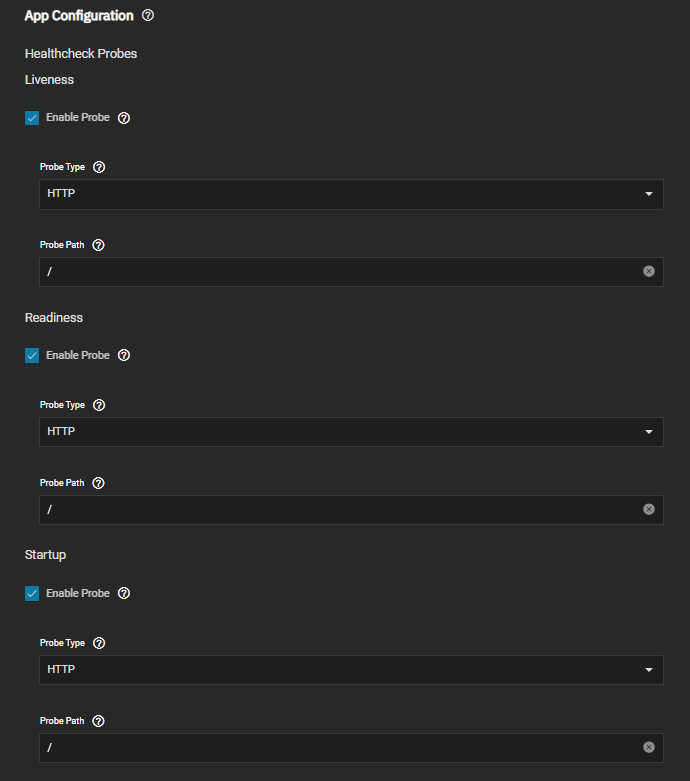 App Configuration
Healthcheck Probes
Liveness
Enable Probe
Probe Type
HTTP
Probe Path
/
Readiness
Enable Probe
Probe Type
HTTP
Probe Path
/
Startup
Enable Probe
Probe Type
HTTP
Probe Path
/